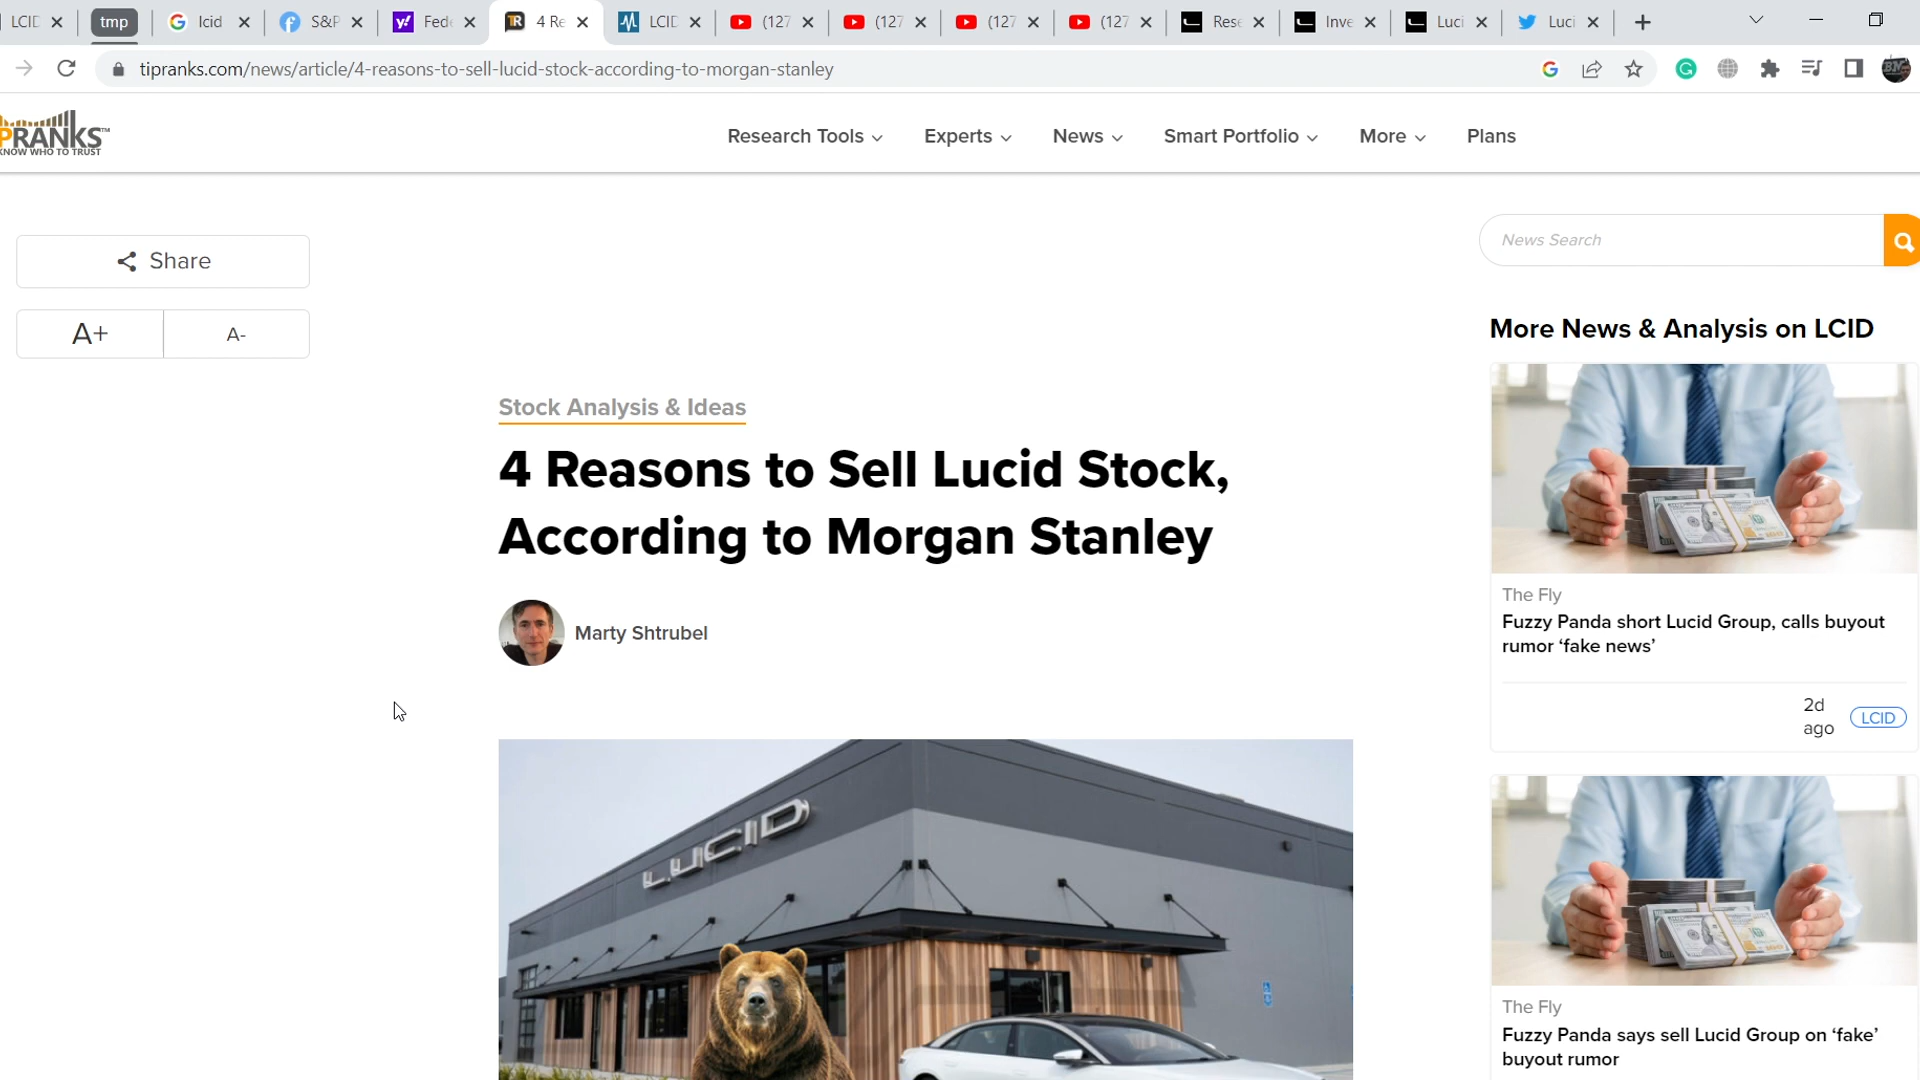 LCID
tmp
lcid
S&P
Fed
4 Re
LCID
(127
(127
(127
(127
Rese
Inve
Luci
Luci
tipranks.com/news/article/4-reasons-to-sell-lucid-stock-according-to-morgan-stanley
PRANKS™
KNOW WHO TO TRUST
Research Tools
Experts
News
Smart Portfolio
More
Plans
Share
A+
A-
News Search
Stock Analysis & Ideas
4 Reasons to Sell Lucid Stock,
According to Morgan Stanley
Marty Shtrubel
LUCID
More News & Analysis on LCID
The Fly
Fuzzy Panda short Lucid Group, calls buyout
rumor ‘fake news’
2d
ago
LCID
The Fly
Fuzzy Panda says sell Lucid Group on ‘fake’
buyout rumor